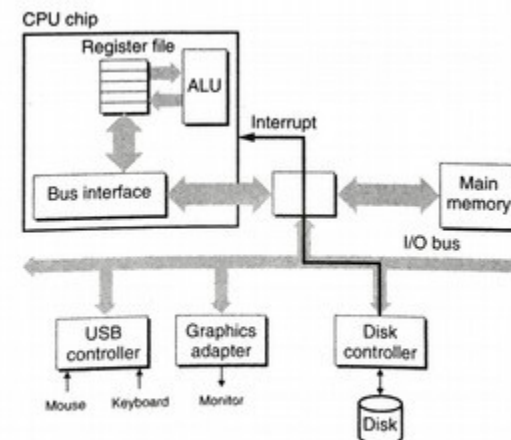 CPU chip
Register file
ALU
Interrupt
Bus interface
Main
memory
I/O bus
USB
controller
Graphics
adapter
Disk
controller
Mouse
Keyboard
Monitor
Disk